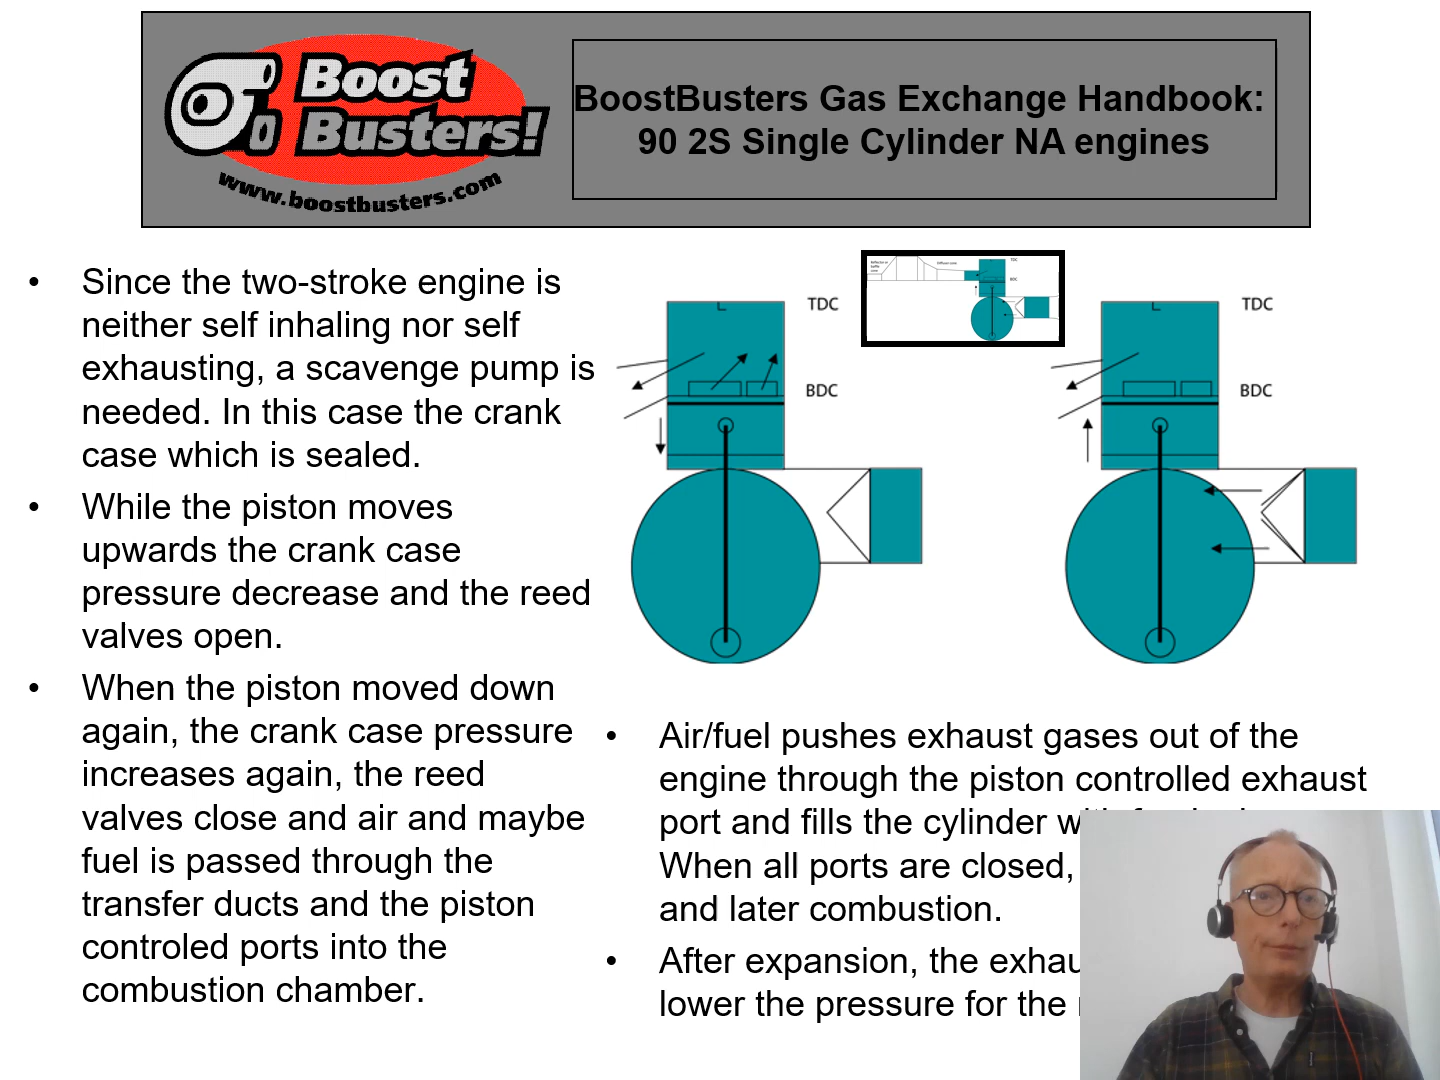 Boost
Busters!
www.boostbusters.com
BoostBusters Gas Exchange Handbook:
90 2S Single Cylinder NA engines
• Since the two-stroke engine is
neither self inhaling nor self
exhausting, a scavenge pump is
needed. In this case the crank
case which is sealed.
• While the piston moves
upwards the crank case
pressure decrease and the reed
valves open.
• When the piston moved down
again, the crank case pressure
increases again, the reed
valves close and air and maybe
fuel is passed through the
transfer ducts and the piston
controled ports into the
combustion chamber.
TDC
BDC
TDC
BDC
TDC
BDC
• Air/fuel pushes exhaust gases out of the
engine through the piston controlled exhaust
port and fills the cylinder
When all ports are closed,
and later combustion.
• After expansion, the
lower the pressure for the